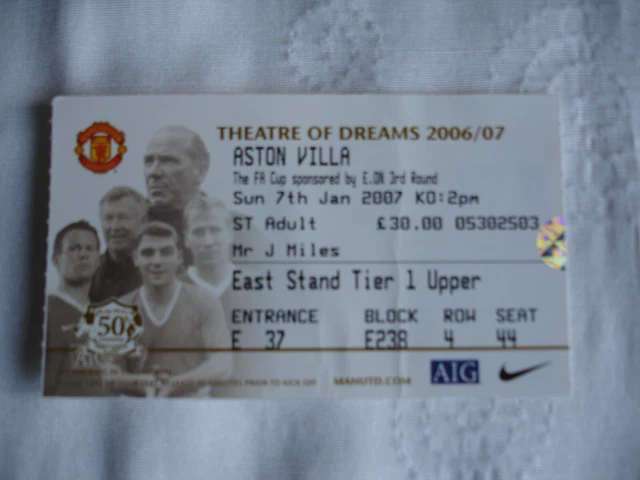 THEATRE OF DREAMS 2006/07
ASTON VILLA
The FA Cup sponsored by E.ON 3rd Round
Sun 7th Jan 2007 KO:2pm
ST Adult £30.00 05302503
Mr J Miles
East Stand Tier 1 Upper
ENTRANCE BLOCK ROW SEAT
E 37 E238 4 44
50
MANUTD.COM
AIG